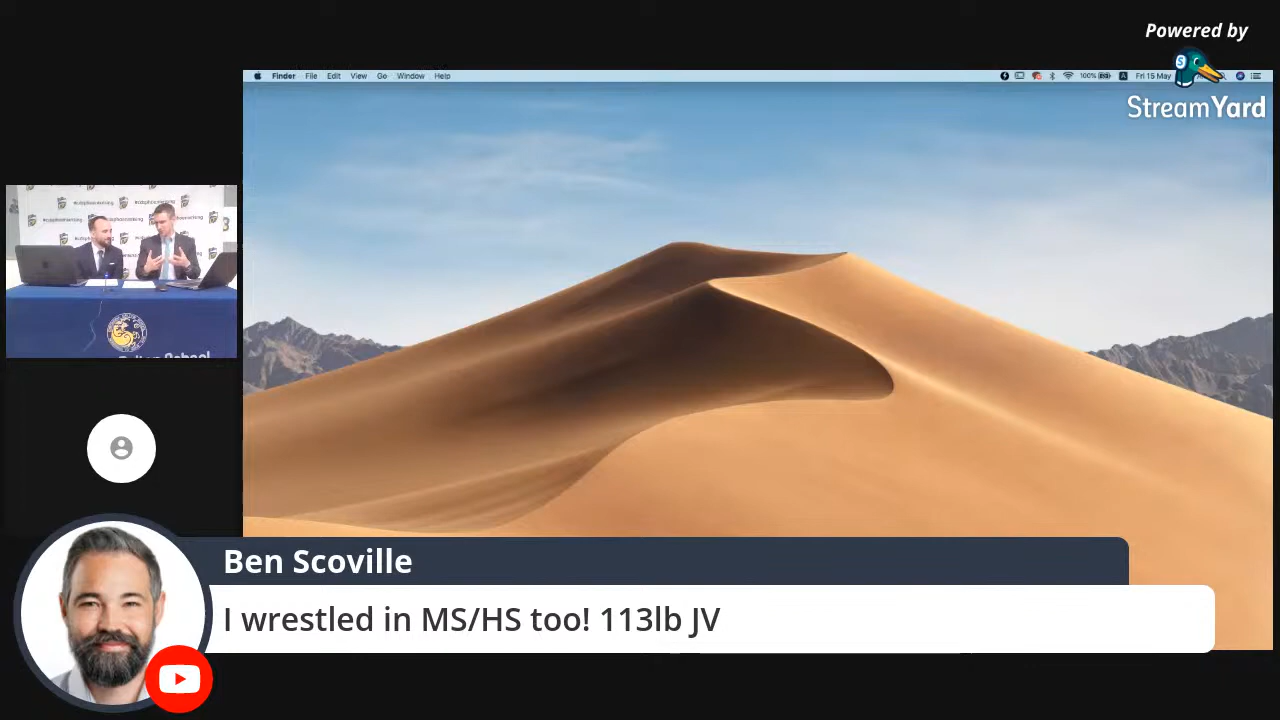 Powered by
StreamYard
Finder File Edit View Go Window Help
100%
A
Fri 15 May
S
Ben Scoville
I wrestled in MS/HS too! 113lb JV